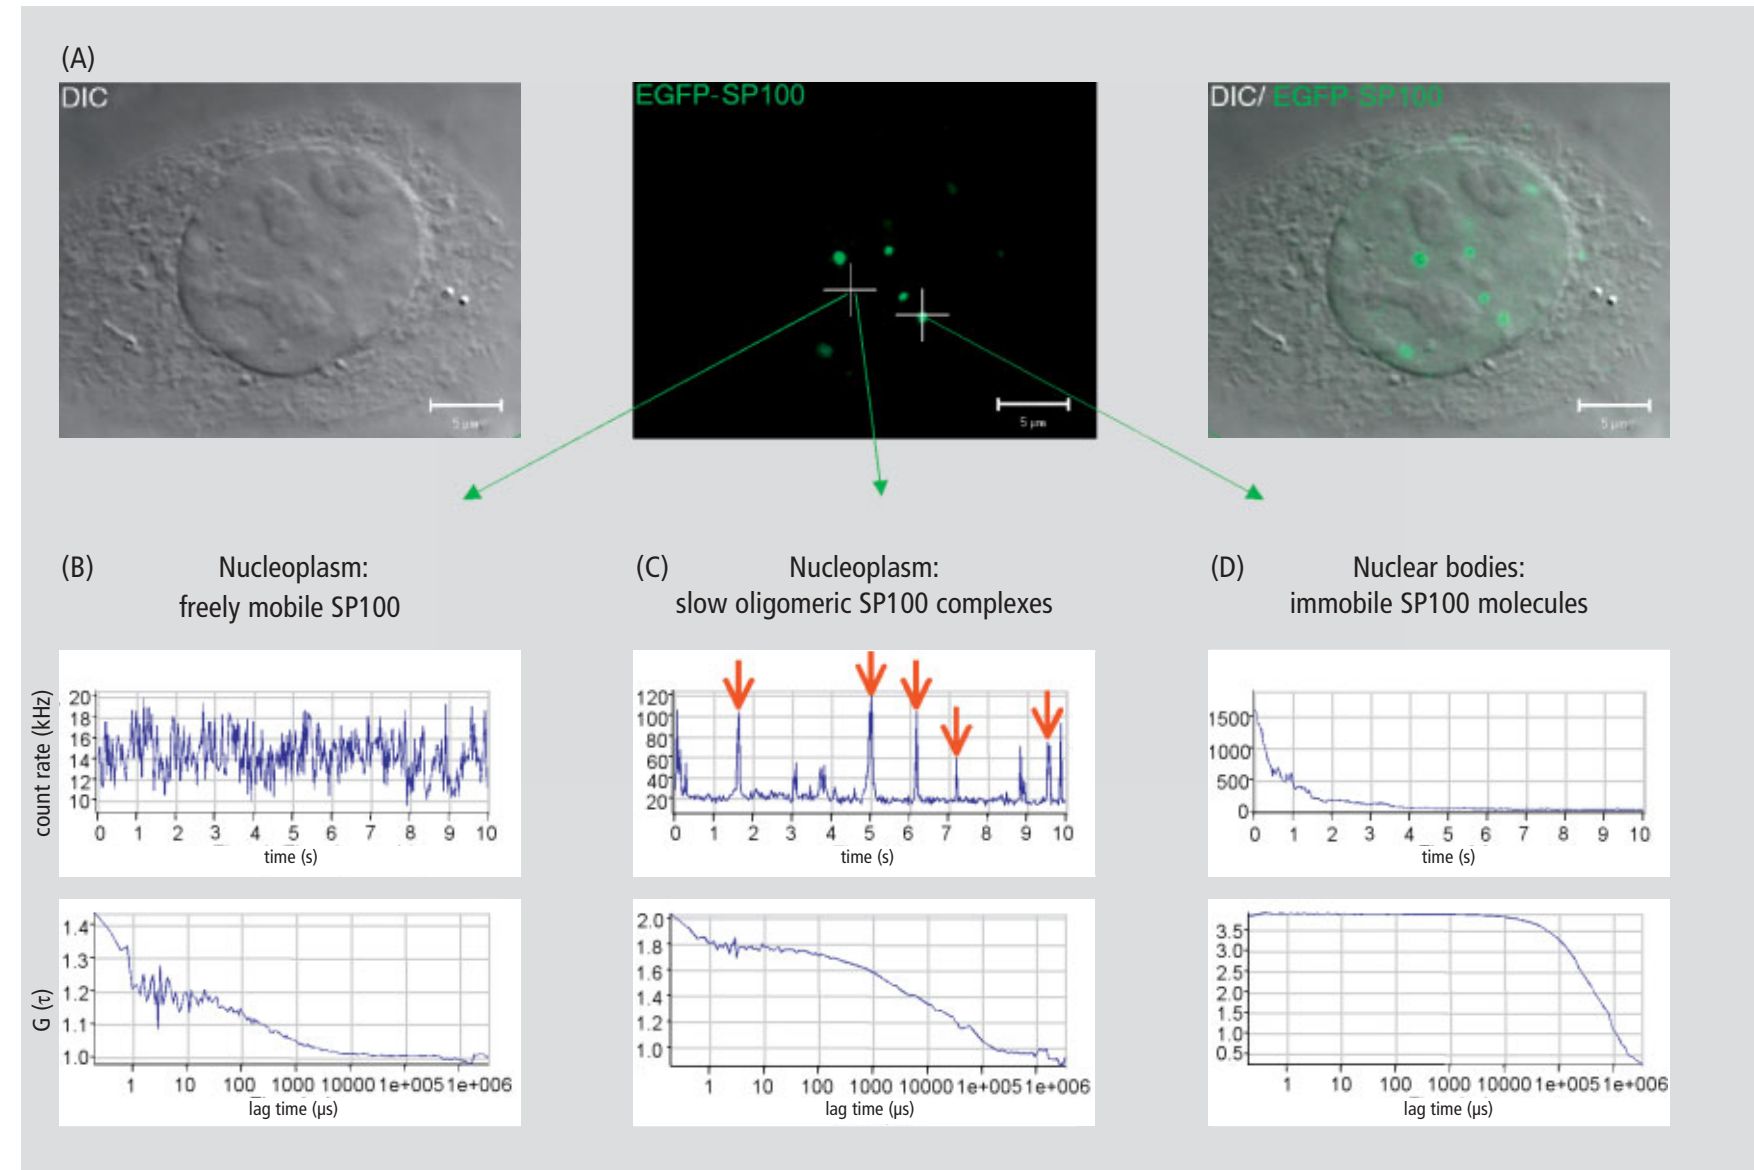 (A)
DIC
EGFP-SP100
DIC/ EGFP-SP100
5 µm
5 µm
5 µm
(B)
Nucleoplasm:
freely mobile SP100
(C)
Nucleoplasm:
slow oligomeric SP100 complexes
(D)
Nuclear bodies:
immobile SP100 molecules
count rate (kHz)
20
18
16
14
12
10
0 1 2 3 4 5 6 7 8 9 10
time (s)
120
100
80
60
40
20
0 1 2 3 4 5 6 7 8 9 10
time (s)
1500
1000
500
0
0 1 2 3 4 5 6 7 8 9 10
time (s)
G (τ)
1.4
1.3
1.2
1.1
1.0
1 10 100 1000 10000 1e+005 1e+006
lag time (µs)
2.0
1.8
1.6
1.4
1.2
1.0
1 10 100 1000 10000 1e+005 1e+006
lag time (µs)
3.5
3.0
2.5
2.0
1.5
1.0
0.5
1 10 100 1000 10000 1e+005 1e+006
lag time (µs)